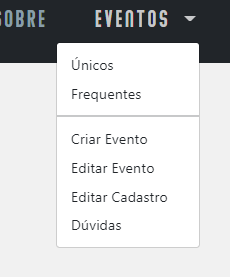 SOBRE EVENTOS
Únicos
Frequentes
Criar Evento
Editar Evento
Editar Cadastro
Dúvidas